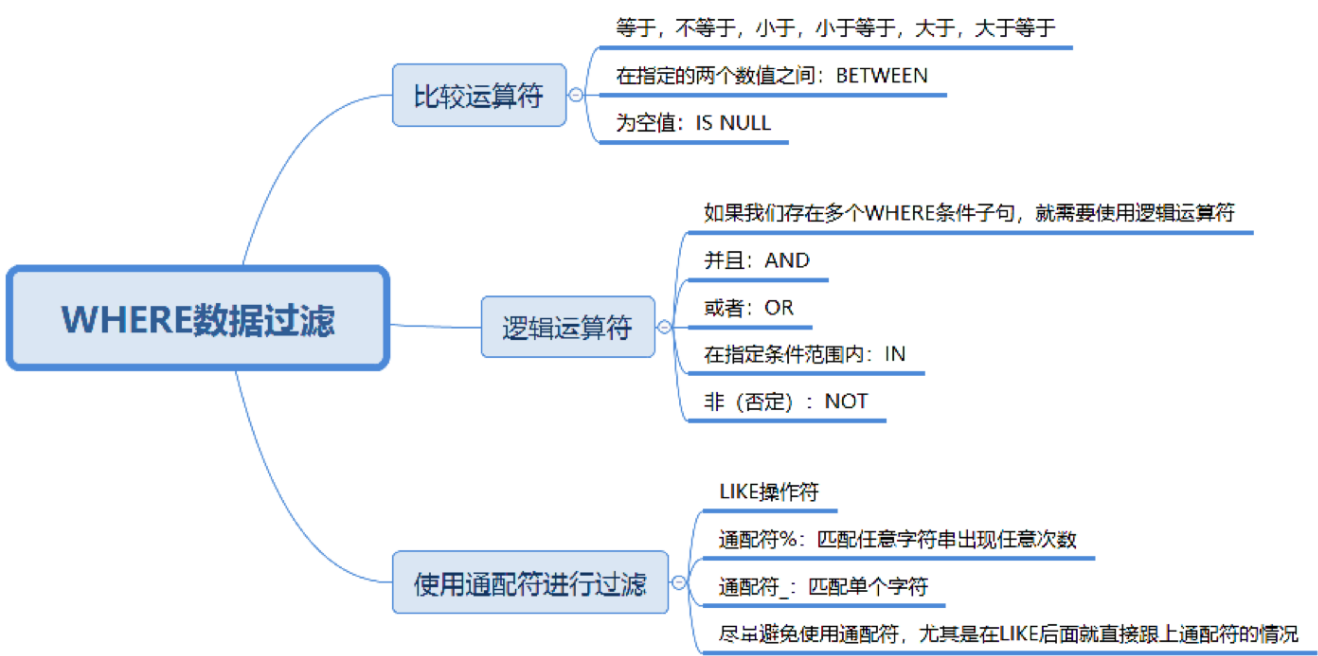 WHERE数据过滤
比较运算符
等于，不等于，小于，小于等于，大于，大于等于
在指定的两个数值之间：BETWEEN
为空值：IS NULL
逻辑运算符
如果我们存在多个WHERE条件子句，就需要使用逻辑运算符
并且：AND
或者：OR
在指定条件范围内：IN
非（否定）：NOT
使用通配符进行过滤
LIKE操作符
通配符%：匹配任意字符串出现任意次数
通配符_：匹配单个字符
尽量避免使用通配符，尤其是在LIKE后面就直接跟上通配符的情况